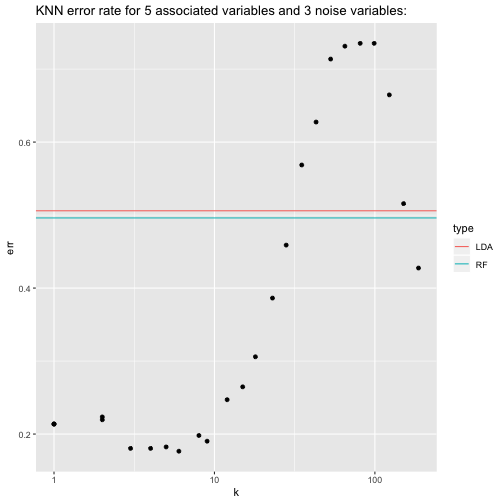 KNN error rate for 5 associated variables and 3 noise variables:
err
0.6
0.4
0.2
1
10
100
k
type
LDA
RF